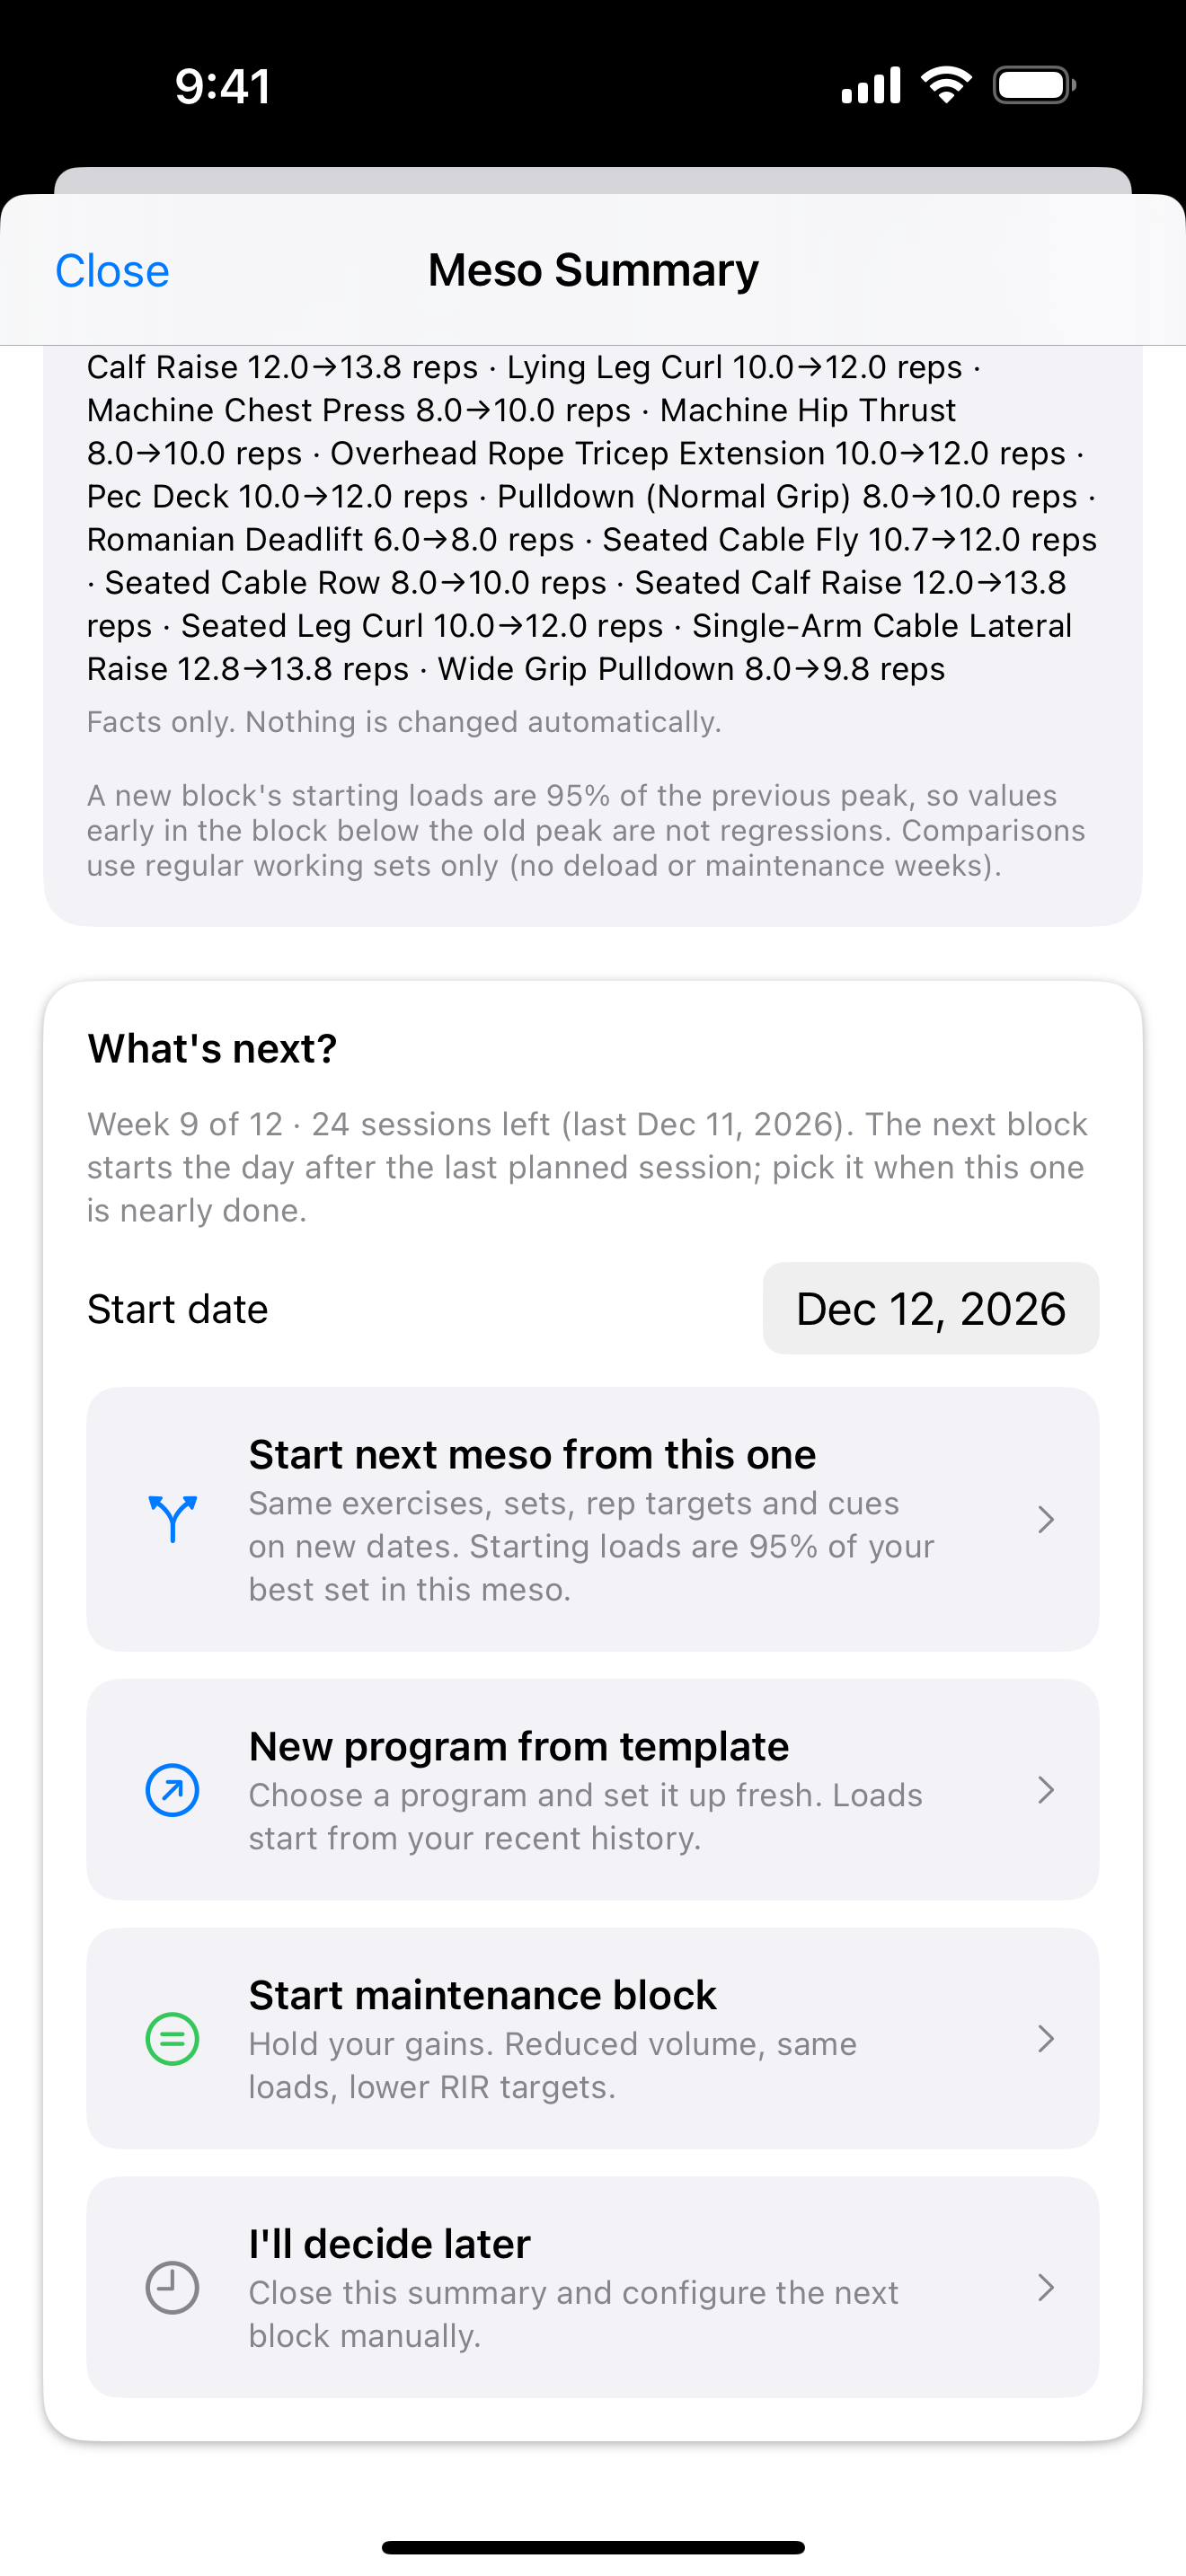 9:41
Close
Meso Summary
Calf Raise 12.0→13.8 reps · Lying Leg Curl 10.0→12.0 reps ·
Machine Chest Press 8.0→10.0 reps · Machine Hip Thrust
8.0→10.0 reps · Overhead Rope Tricep Extension 10.0→12.0 reps ·
Pec Deck 10.0→12.0 reps · Pulldown (Normal Grip) 8.0→10.0 reps ·
Romanian Deadlift 6.0→8.0 reps · Seated Cable Fly 10.7→12.0 reps
· Seated Cable Row 8.0→10.0 reps · Seated Calf Raise 12.0→13.8
reps · Seated Leg Curl 10.0→12.0 reps · Single-Arm Cable Lateral
Raise 12.8→13.8 reps · Wide Grip Pulldown 8.0→9.8 reps
Facts only. Nothing is changed automatically.
A new block's starting loads are 95% of the previous peak, so values
early in the block below the old peak are not regressions. Comparisons
use regular working sets only (no deload or maintenance weeks).
What's next?
Week 9 of 12 · 24 sessions left (last Dec 11, 2026). The next block
starts the day after the last planned session; pick it when this one
is nearly done.
Start date
Dec 12, 2026
Start next meso from this one
Same exercises, sets, rep targets and cues
on new dates. Starting loads are 95% of your
best set in this meso.
New program from template
Choose a program and set it up fresh. Loads
start from your recent history.
Start maintenance block
Hold your gains. Reduced volume, same
loads, lower RIR targets.
I'll decide later
Close this summary and configure the next
block manually.